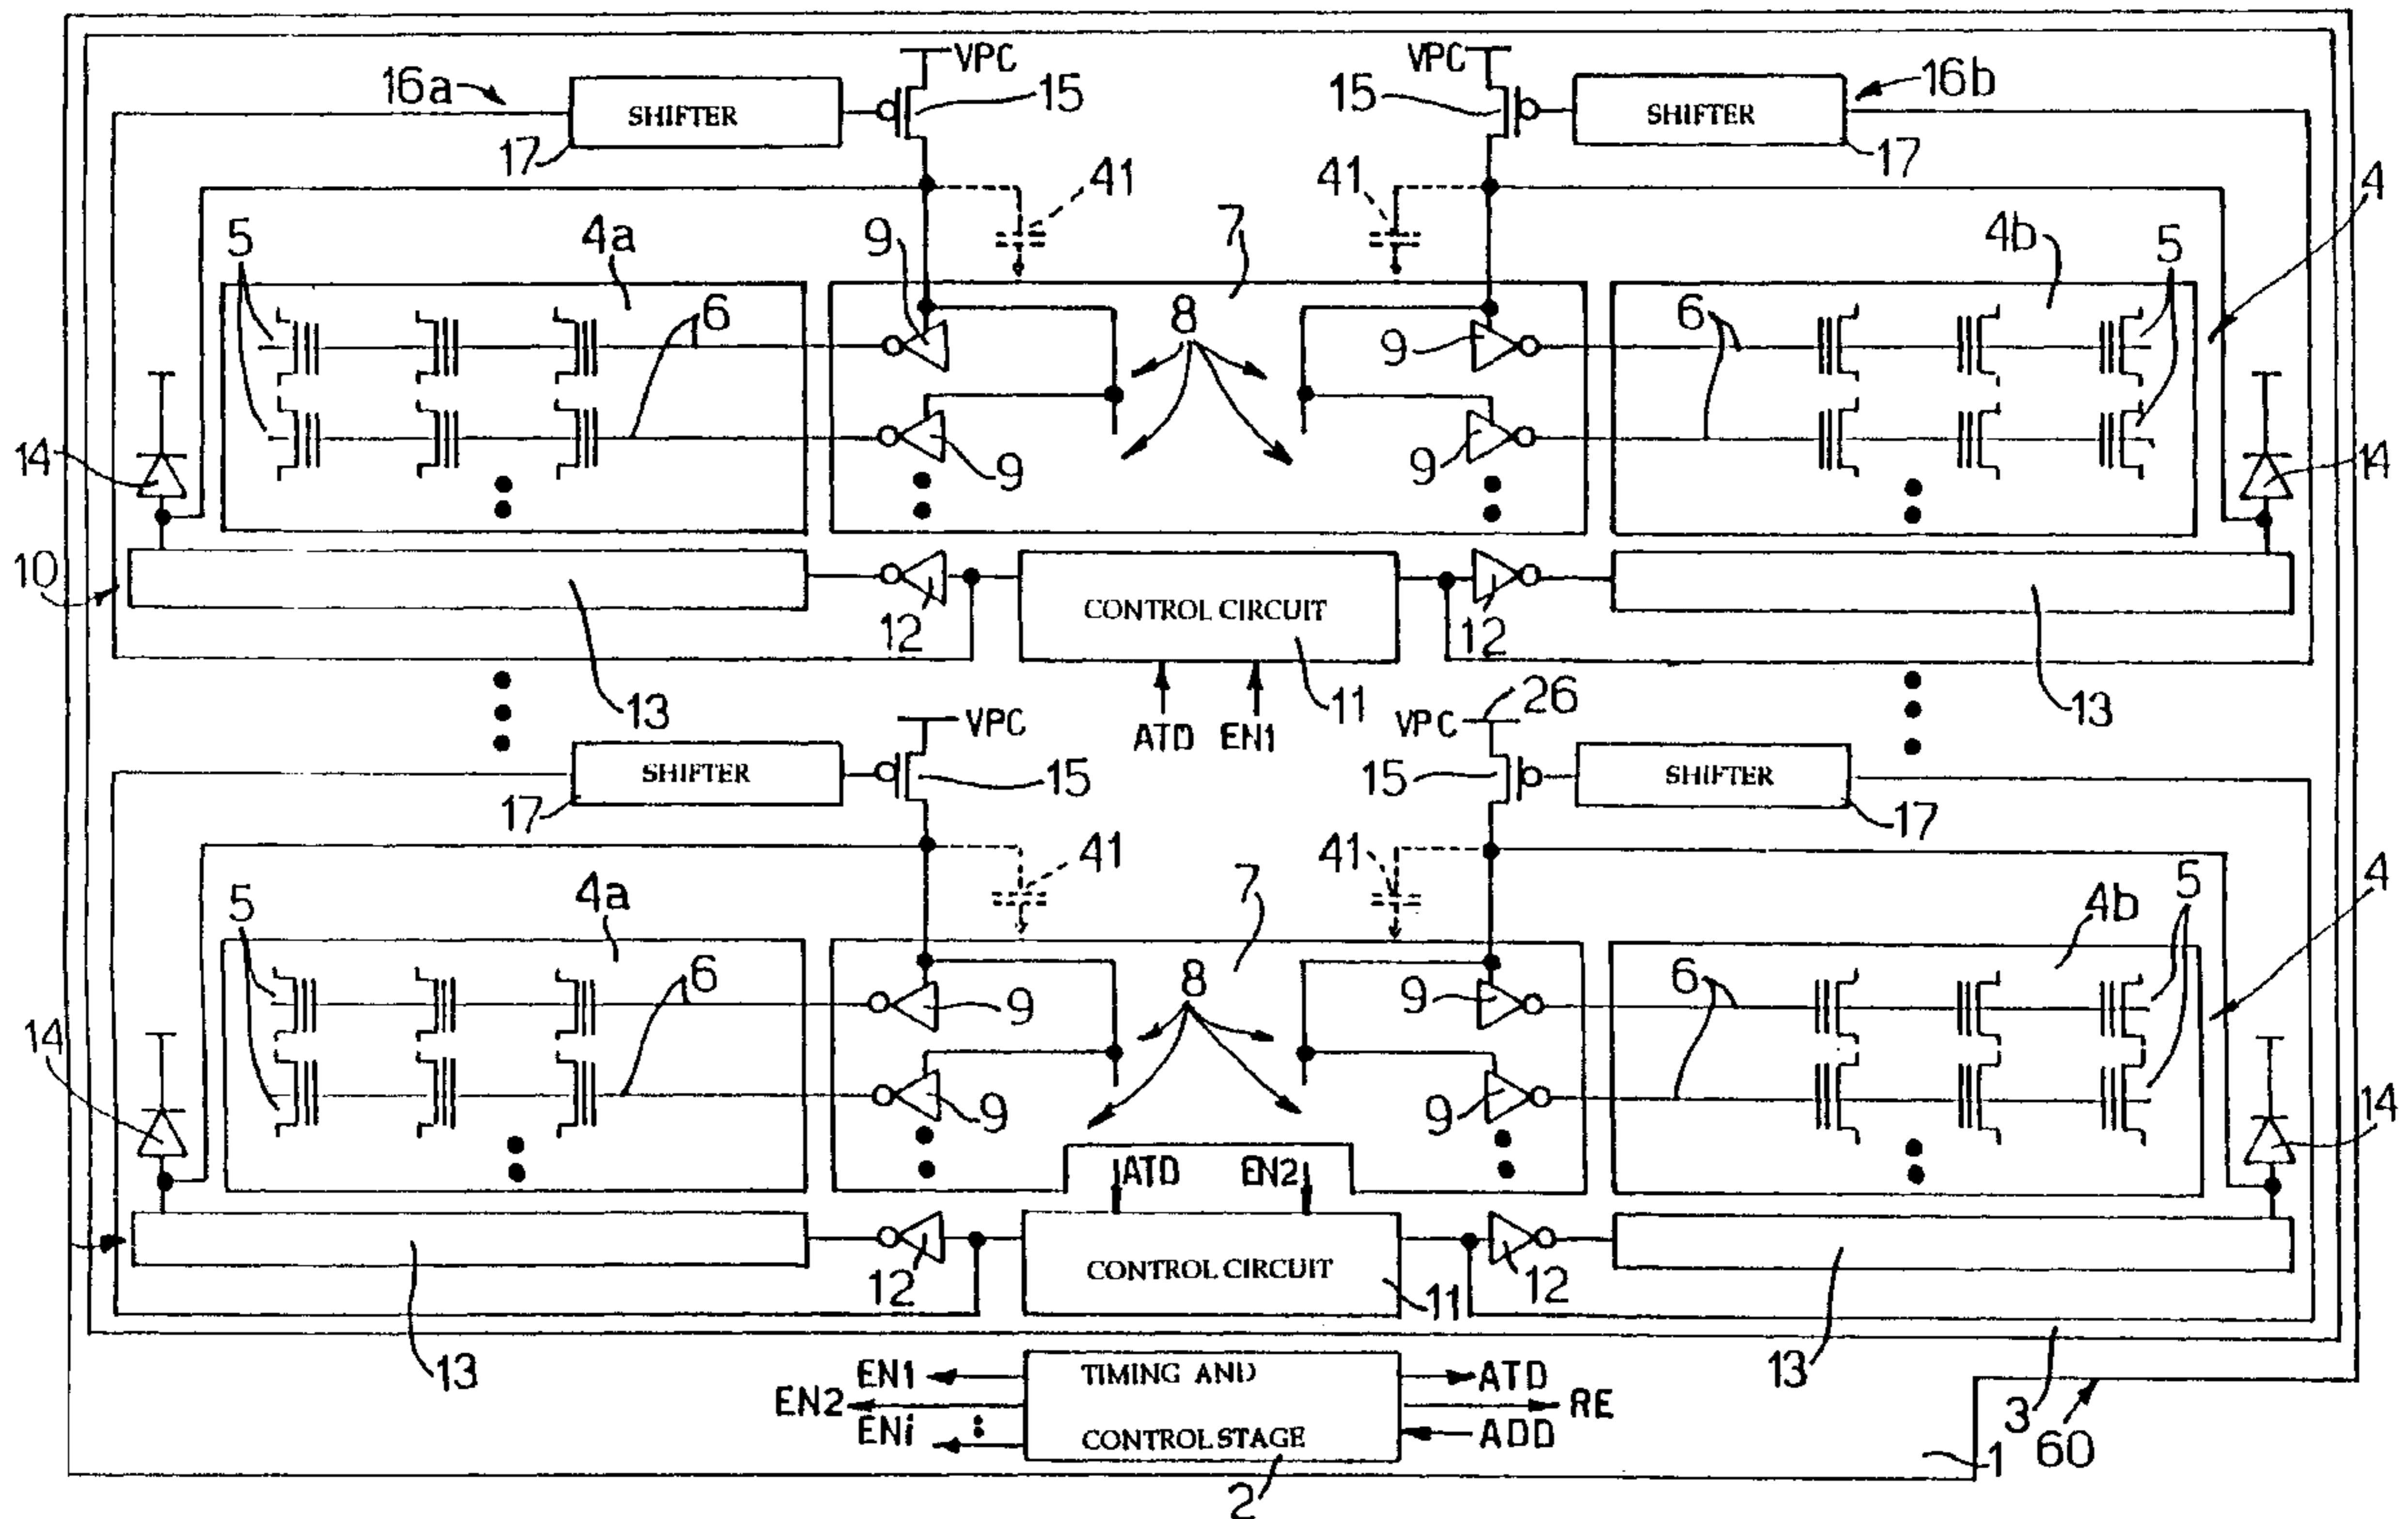 VPC VPC
16a SHIFTER 15 15 SHIFTER 16b
17 17
41 41 4
5 4a 9 7 4b 5
6 8 9 6
14 9 9 14
10 12 CONTROL CIRCUIT 12
13 ATD EN1 11 13
VPC VPC 26
SHIFTER 15 15 SHIFTER
17 17
41 41 4
5 4a 7 4b 5
6 9 8 9 6
14 9 9 14
ATD EN2
12 CONTROL CIRCUIT 11 12
13 13 3
EN1 TIMING AND ATD
EN2 RE
ENi CONTROL STAGE ADD
2 1 60